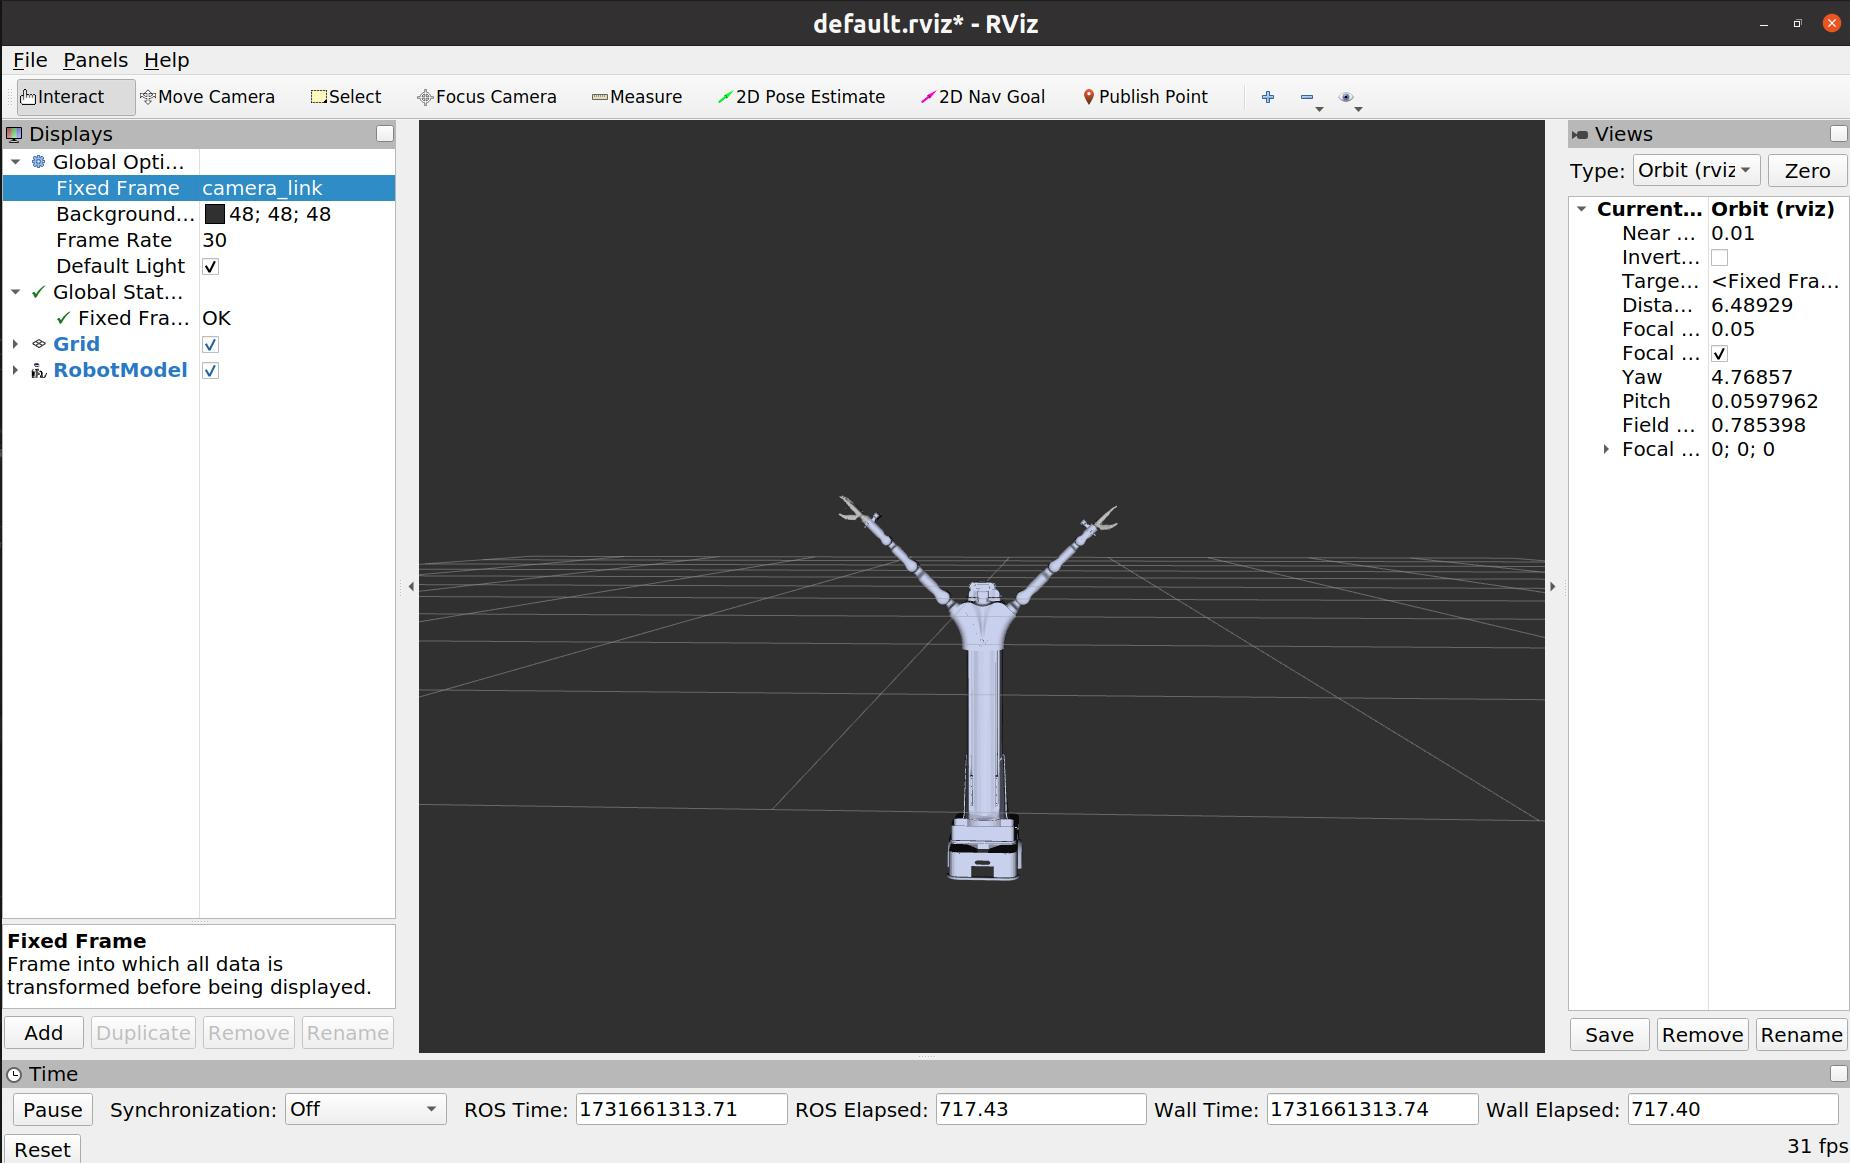 default.rviz* - RViz
File Panels Help
Interact Move Camera Select Focus Camera Measure 2D Pose Estimate 2D Nav Goal Publish Point
Displays
Global Opti...
Fixed Frame camera_link
Background... 48; 48; 48
Frame Rate 30
Default Light
Global Stat...
Fixed Fra... OK
Grid
RobotModel
Fixed Frame
Frame into which all data is
transformed before being displayed.
Add Duplicate Remove Rename
Views
Type: Orbit (rviz Zero
Current... Orbit (rviz)
Near ... 0.01
Invert...
Targe... <Fixed Fra...
Dista... 6.48929
Focal ... 0.05
Focal ...
Yaw 4.76857
Pitch 0.0597962
Field ... 0.785398
Focal ... 0; 0; 0
Save Remove Rename
Time
Pause Synchronization: Off ROS Time: 1731661313.71 ROS Elapsed: 717.43 Wall Time: 1731661313.74 Wall Elapsed: 717.40
Reset 31 fps